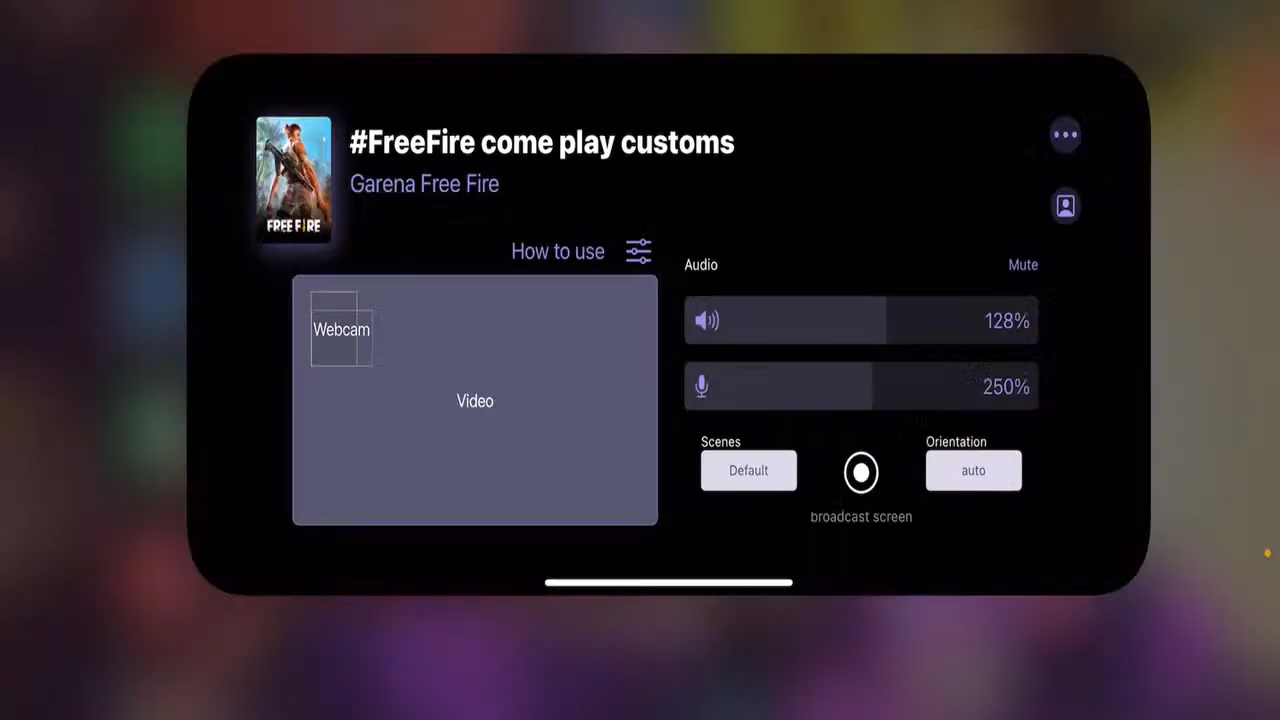 #FreeFire come play customs
Garena Free Fire
FREE FIRE
How to use
Audio
Mute
Webcam
Video
128%
250%
Scenes
Orientation
Default
auto
broadcast screen